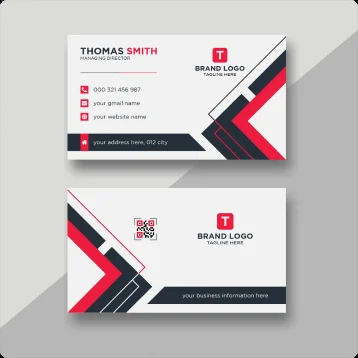 THOMAS SMITH
MANAGING DIRECTOR
T
BRAND LOGO
TAGLINE HERE
000 321 456 987
your gmail name
your website name
your address here, 012 city
T
BRAND LOGO
TAGLINE HERE
your business information here